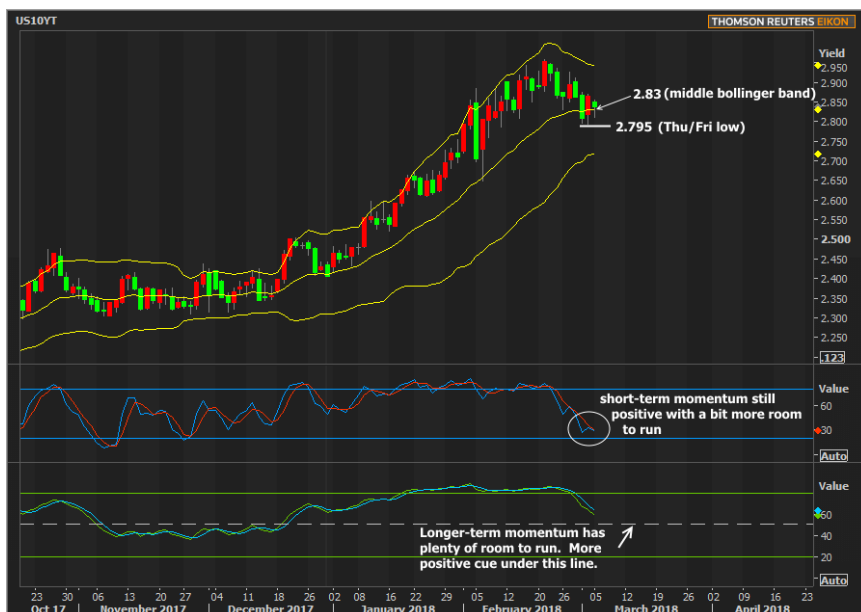 US10YT
THOMSON REUTERS EIKON
Yield
2.950
2.900
2.850
2.83 (middle bollinger band)
2.800
2.795 (Thu/Fri low)
2.750
2.700
2.650
2.600
2.550
2.500
2.450
2.400
2.350
2.300
2.250
.123
Value
short-term momentum still
positive with a bit more room
to run
60
30
Auto
Value
60
Longer-term momentum has
plenty of room to run. More
positive cue under this line.
40
20
Auto
23 30 06 13 20 27 04 11 18 26 02 08 16 22 29 05 12 20 26 05 12 19 26 02 09 16 23
Oct 17 November 2017 December 2017 January 2018 February 2018 March 2018 April 2018